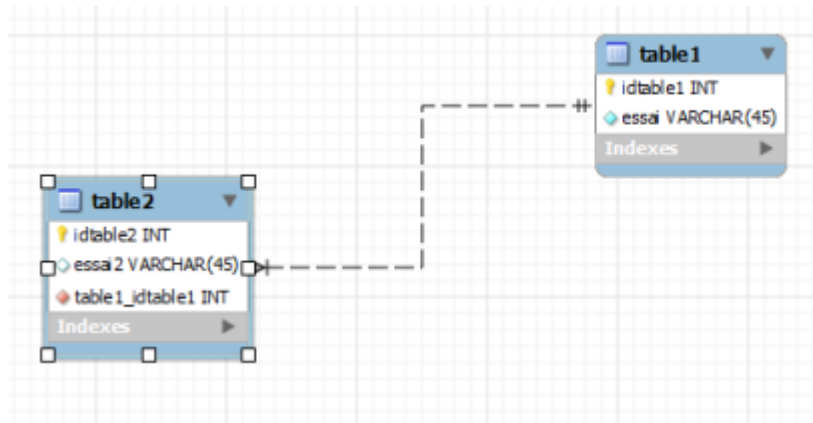 table1
idtable1 INT
essai VARCHAR(45)
Indexes
table2
idtable2 INT
essai2 VARCHAR(45)
table1_idtable1 INT
Indexes